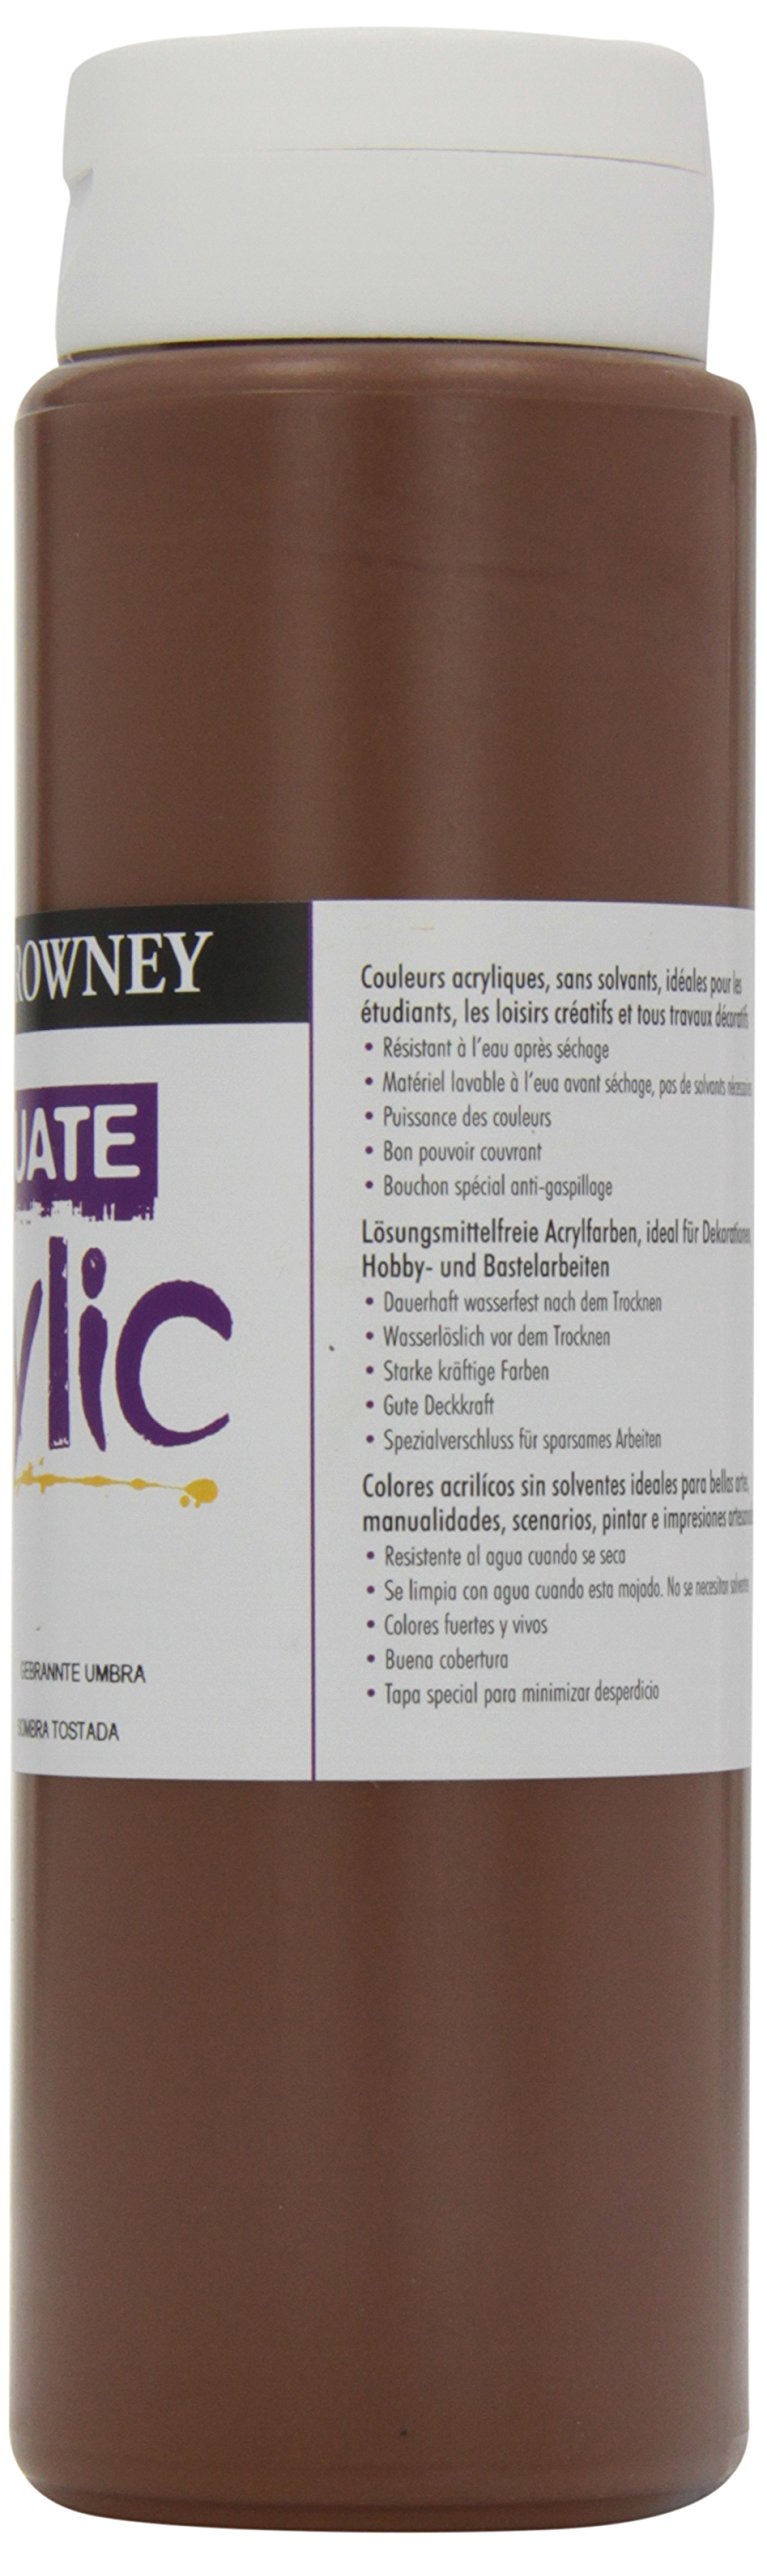 ROWNEY
UATE
ylic
GEBRANNTE UMBRA
SOMBRA TOSTADA
Couleurs acryliques, sans solvants, idéales pour les
étudiants, les loisirs créatifs et tous travaux décoratifs
• Résistant à l'eau après séchage
• Matériel lavable à l'eua avant séchage, pas de solvants nécessaires
• Puissance des couleurs
• Bon pouvoir couvrant
• Bouchon spécial anti-gaspillage
Lösungsmittelfreie Acrylfarben, ideal für Dekorationen,
Hobby- und Bastelarbeiten
• Dauerhaft wasserfest nach dem Trocknen
• Wasserlöslich vor dem Trocknen
• Starke kräftige Farben
• Gute Deckkraft
• Spezialverschluss für sparsames Arbeiten
Colores acrilícos sin solventes ideales para bellas artes,
manualidades, scenarios, pintar e impresiones
• Resistente al agua cuando se seca
• Se limpia con agua cuando esta mojado. No se necesitan solventes
• Colores fuertes y vivos
• Buena cobertura
• Tapa special para minimizar desperdicio